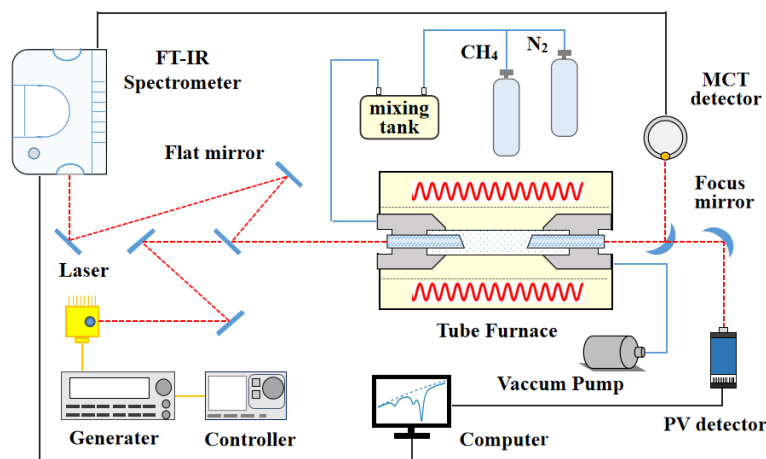 FT-IR
Spectrometer
CH4
N2
mixing
tank
MCT
detector
Flat mirror
Focus
mirror
Laser
Tube Furnace
Vaccum Pump
PV detector
Generater
Controller
Computer